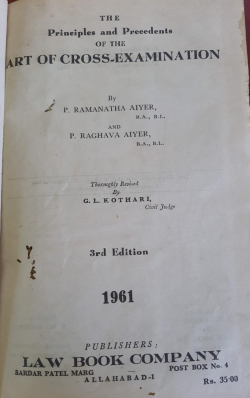 THE
Principles and Precedents
OF THE
ART OF CROSS-EXAMINATION
By
P. RAMANATHA AIYER,
B.A., B.L.
AND
P. RAGHAVA AIYER,
B.A., B.L.
Thoroughly Revised
By
G. L. KOTHARI,
Civil Judge
3rd Edition
1961
PUBLISHERS:
LAW BOOK COMPANY
SARDAR PATEL MARG POST BOX No. 4
ALLAHABAD-1
Rs. 35·00